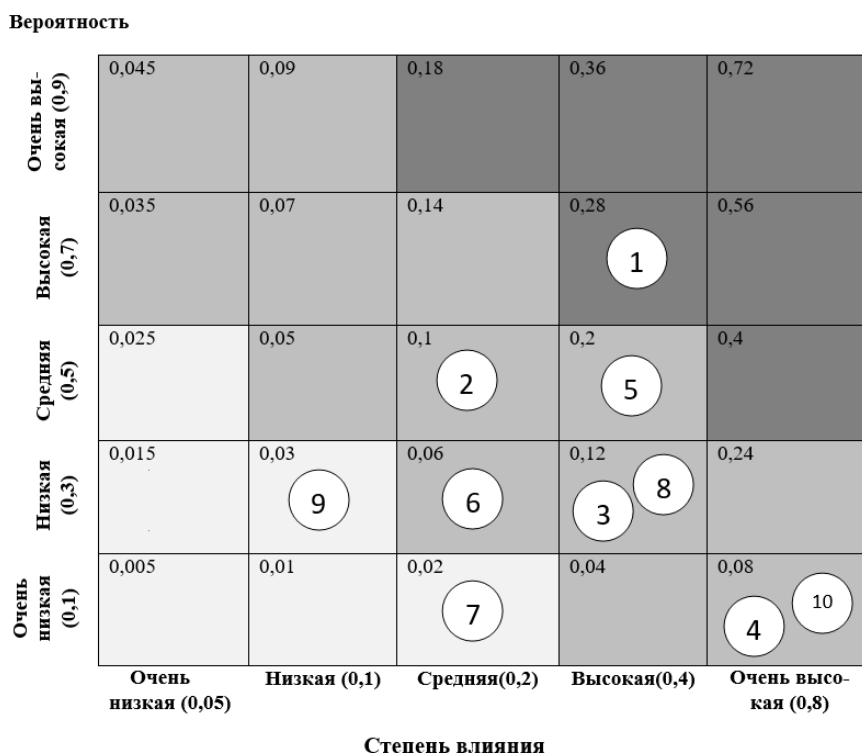 Вероятность
Очень вы-
сокая (0,9)
0,045 0,09 0,18 0,36 0,72
Высокая
(0,7)
0,035 0,07 0,14 0,28 0,56
1
Средняя
(0,5)
0,025 0,05 0,1 0,2 0,4
2 5
Низкая
(0,3)
0,015 0,03 0,06 0,12 0,24
9 6 3 8
Очень
низкая
(0,1)
0,005 0,01 0,02 0,04 0,08
7 4 10
Очень
низкая (0,05)
Низкая (0,1)
Средняя(0,2)
Высокая(0,4)
Очень высо-
кая (0,8)
Степень влияния